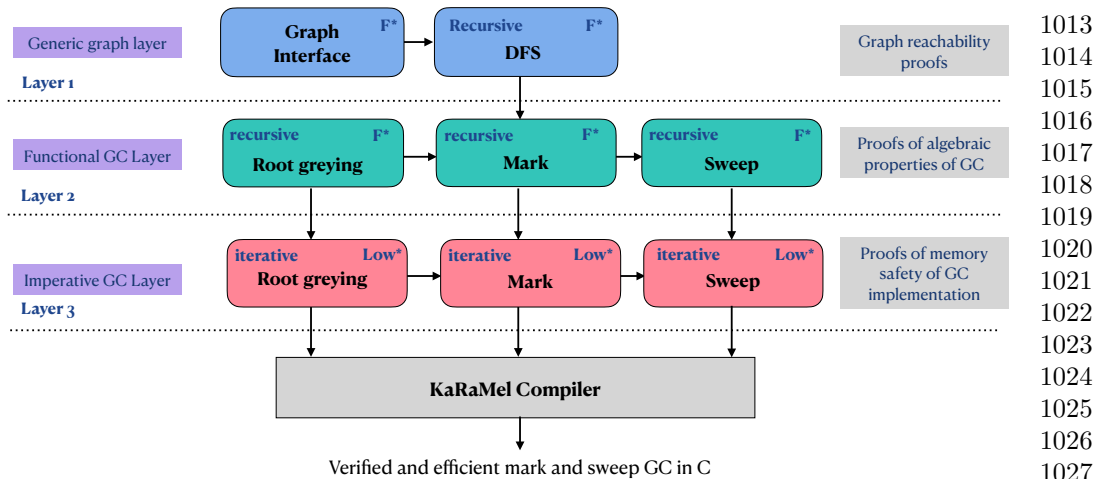 Generic graph layer
Layer 1
Graph Interface F*
Recursive F*
DFS
Graph reachability
proofs
Functional GC Layer
Layer 2
recursive F*
Root greying
recursive F*
Mark
recursive F*
Sweep
Proofs of algebraic
properties of GC
Imperative GC Layer
Layer 3
iterative Low*
Root greying
iterative Low*
Mark
iterative Low*
Sweep
Proofs of memory
safety of GC
implementation
KaRaMel Compiler
Verified and efficient mark and sweep GC in C
1013
1014
1015
1016
1017
1018
1019
1020
1021
1022
1023
1024
1025
1026
1027